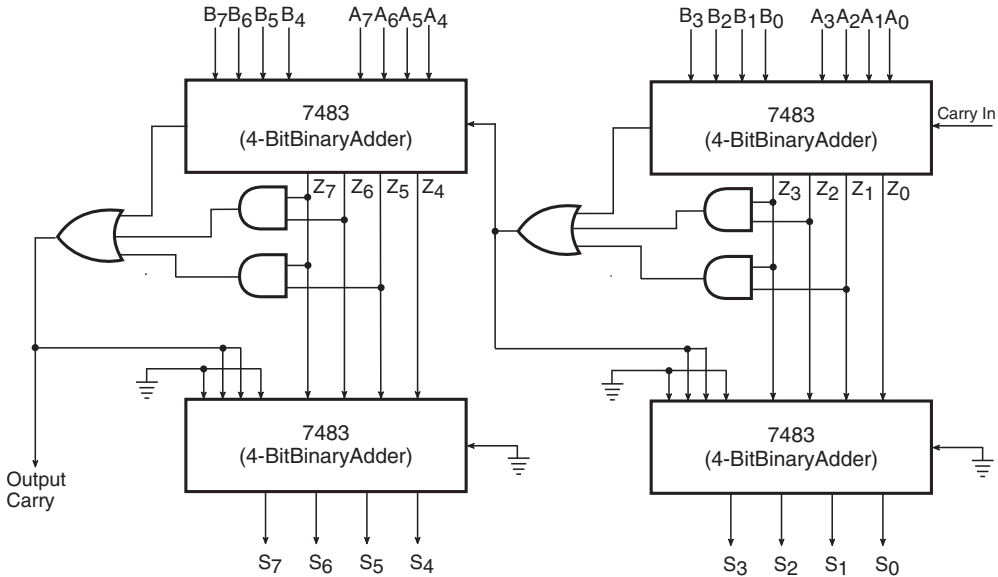 B₇B₆B₅B₄ A₇A₆A₅A₄
B₃B₂B₁B₀ A₃A₂A₁A₀
7483
(4-BitBinaryAdder)
7483
(4-BitBinaryAdder)
Carry In
Z₇ Z₆ Z₅ Z₄
Z₃ Z₂ Z₁ Z₀
7483
(4-BitBinaryAdder)
7483
(4-BitBinaryAdder)
Output
Carry
S₇ S₆ S₅ S₄
S₃ S₂ S₁ S₀